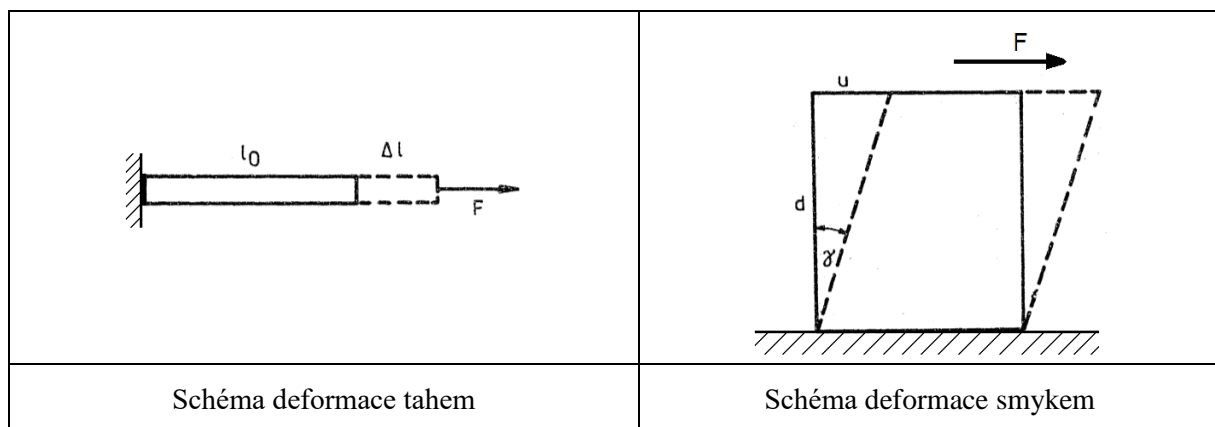 l₀
Δl
F
F
u
d
γ
Schéma deformace tahem
Schéma deformace smykem